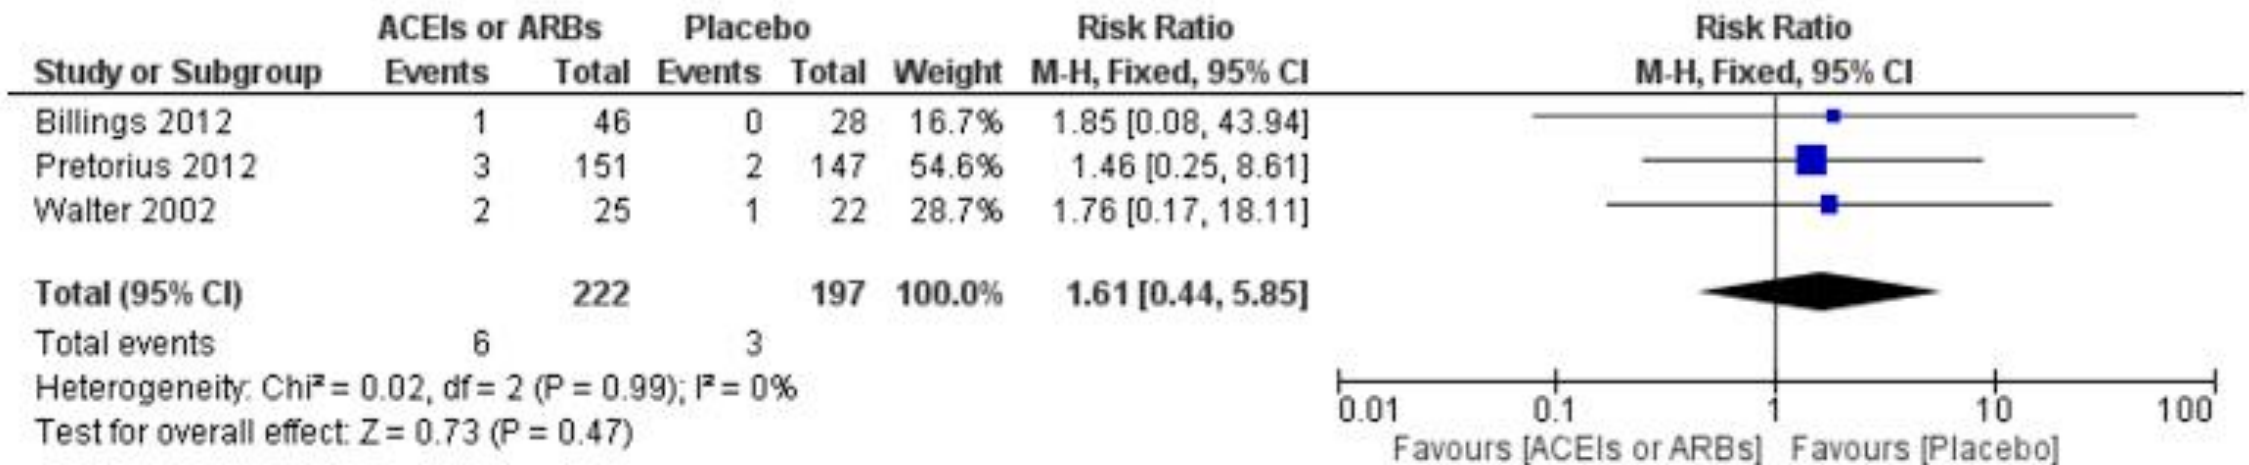 ACEIs or ARBs Placebo Risk Ratio Risk Ratio
Study or Subgroup Events Total Events Total Weight M-H, Fixed, 95% CI M-H, Fixed, 95% CI
Billings 2012 1 46 0 28 16.7% 1.85 [0.08, 43.94]
Pretorius 2012 3 151 2 147 54.6% 1.46 [0.25, 8.61]
Walter 2002 2 25 1 22 28.7% 1.76 [0.17, 18.11]
Total (95% CI) 222 197 100.0% 1.61 [0.44, 5.85]
Total events 6 3
Heterogeneity: Chi² = 0.02, df = 2 (P = 0.99); I² = 0%
Test for overall effect: Z = 0.73 (P = 0.47)
0.01 0.1 1 10 100
Favours [ACEIs or ARBs] Favours [Placebo]